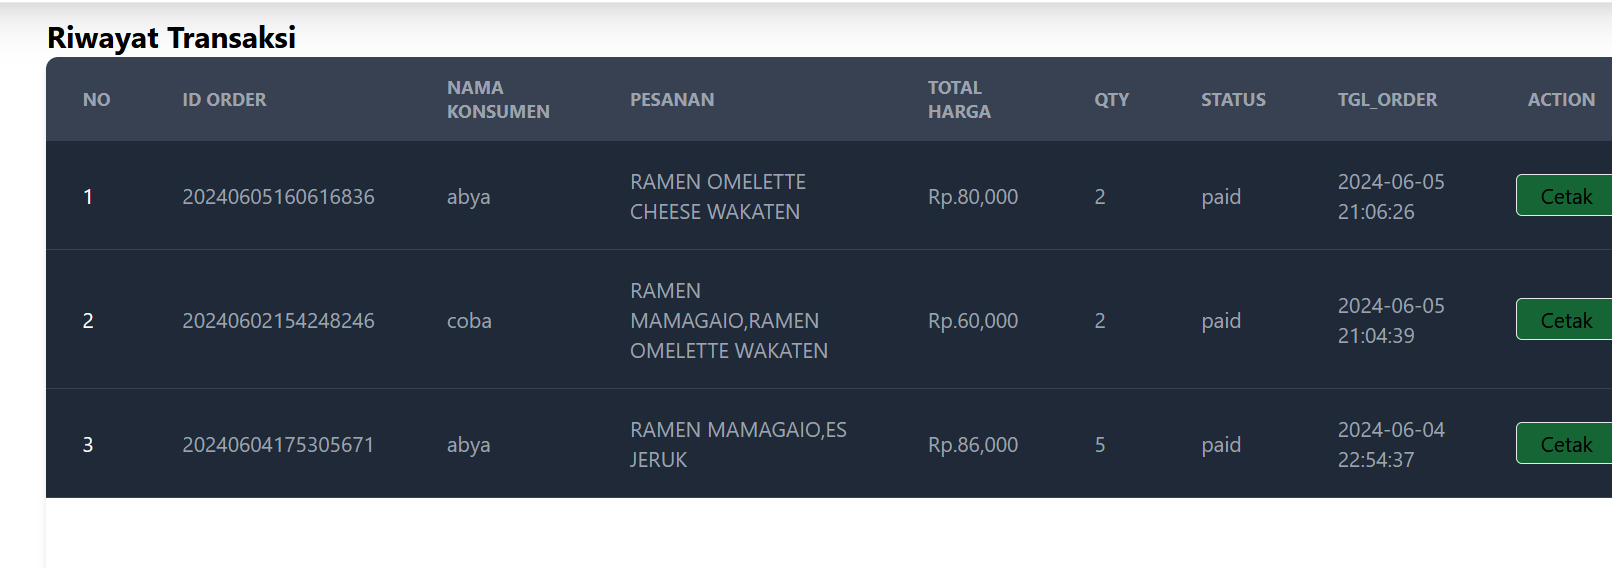 Riwayat Transaksi
NO ID ORDER NAMA KONSUMEN PESANAN TOTAL HARGA QTY STATUS TGL_ORDER ACTION
1 20240605160616836 abya RAMEN OMELETTE CHEESE WAKATEN Rp.80,000 2 paid 2024-06-05 21:06:26 Cetak
2 20240602154248246 coba RAMEN MAMAGAIO,RAMEN OMELETTE WAKATEN Rp.60,000 2 paid 2024-06-05 21:04:39 Cetak
3 20240604175305671 abya RAMEN MAMAGAIO,ES JERUK Rp.86,000 5 paid 2024-06-04 22:54:37 Cetak